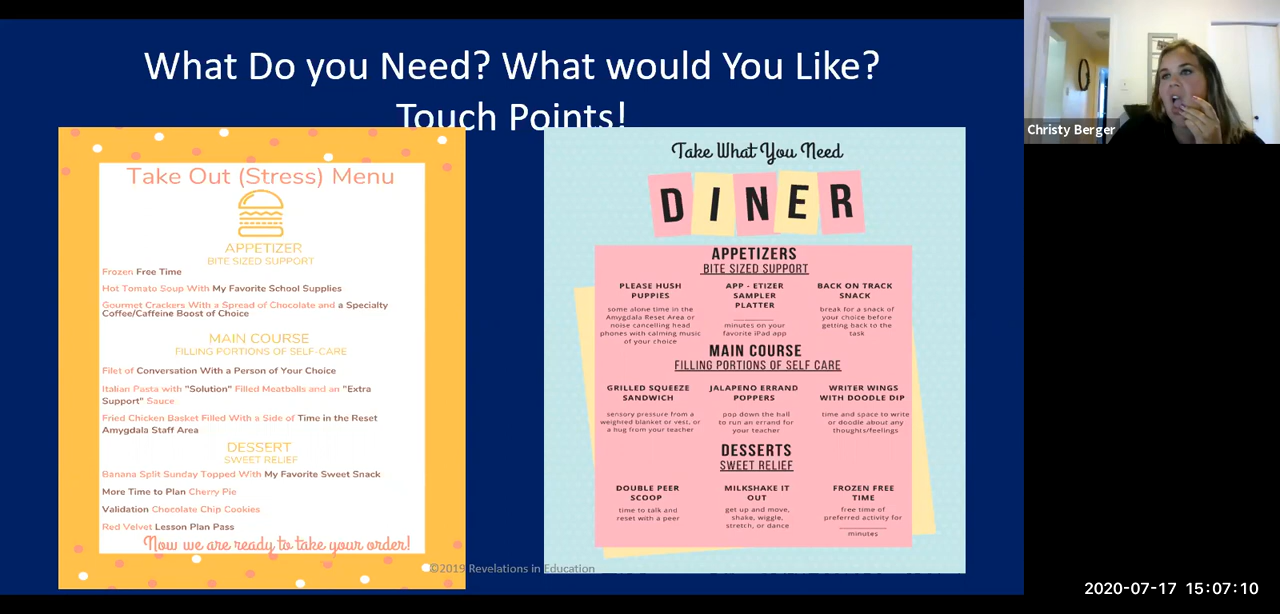 What Do you Need? What would You Like?
Touch Points!
Take Out (Stress) Menu
APPETIZER
BITE SIZED SUPPORT
Frozen Free Time
Hot Tomato Soup With My Favorite School Supplies
Gourmet Crackers With a Spread of Chocolate and a Specialty
Coffee/Caffeine Boost of Choice
MAIN COURSE
FILLING PORTIONS OF SELF-CARE
Filet of Conversation With a Person of Your Choice
Italian Pasta with "Solution" Filled Meatballs and an "Extra
Support" Sauce
Fried Chicken Basket Filled With a Side of Time in the Reset
Amygdala Staff Area
DESSERT
SWEET RELIEF
Banana Split Sunday Topped With My Favorite Sweet Snack
More Time to Plan Cherry Pie
Validation Chocolate Chip Cookies
Red Velvet Lesson Plan Pass
Now we are ready to take your order!
Take What You Need
DINER
APPETIZERS
BITE SIZED SUPPORT
PLEASE HUSH
PUPPIES
some alone time in the
Amygdala Reset Area or
noise cancelling head
phones with calming music
of your choice
APP - ETIZER
SAMPLER
PLATTER
minutes on your
favorite iPad app
BACK ON TRACK
SNACK
break for a snack of
your choice before
getting back to the
task
MAIN COURSE
FILLING PORTIONS OF SELF CARE
GRILLED SQUEEZE
SANDWICH
sensory pressure from a
weighted blanket or vest, or
a hug from your teacher
JALAPENO ERRAND
POPPERS
pop down the hall
to run an errand for
your teacher
WRITER WINGS
WITH DOODLE DIP
time and space to write
or doodle about any
thoughts/feelings
DESSERTS
SWEET RELIEF
DOUBLE PEER
SCOOP
time to talk and
reset with a peer
MILKSHAKE IT
OUT
get up and move,
shake, wiggle,
stretch, or dance
FROZEN FREE
TIME
free time of
preferred activity for
minutes
©2019 Revelations in Education
Christy Berger
2020-07-17 15:07:10